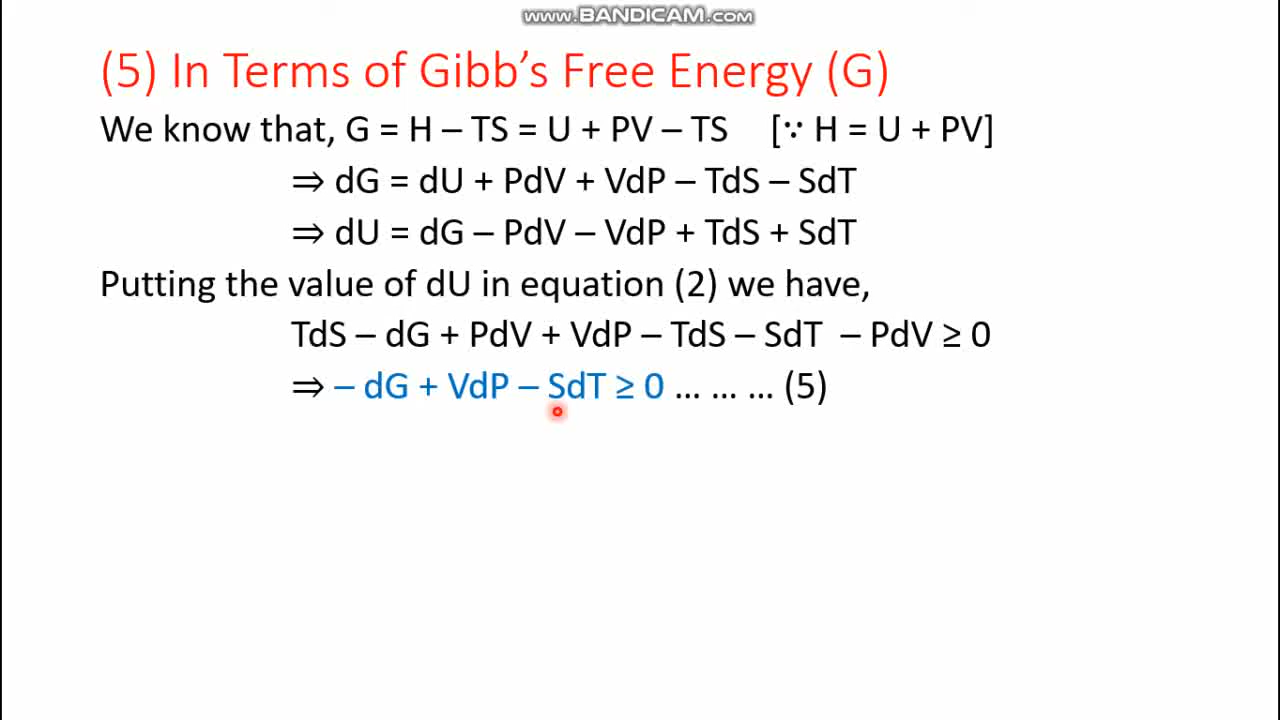 www.BANDICAM.com
(5) In Terms of Gibb’s Free Energy (G)
We know that, G = H – TS = U + PV – TS [∵ H = U + PV]
⇒ dG = dU + PdV + VdP – TdS – SdT
⇒ dU = dG – PdV – VdP + TdS + SdT
Putting the value of dU in equation (2) we have,
TdS – dG + PdV + VdP – TdS – SdT – PdV ≥ 0
⇒ – dG + VdP – SdT ≥ 0 ... ... ... (5)